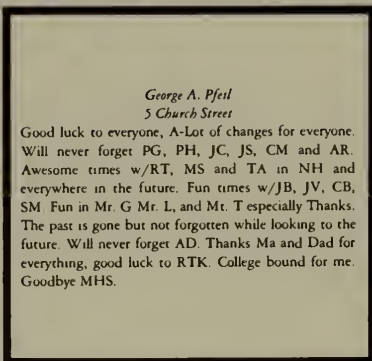 George A. Pfeil
5 Church Street
Good luck to everyone, A-Lot of changes for everyone.
Will never forget PG, PH, JC, JS, CM and AR.
Awesome times w/RT, MS and TA in NH and
everywhere in the future. Fun times w/JB, JV, CB,
SM. Fun in Mr. G Mr. L, and Mt. T especially Thanks.
The past is gone but not forgotten while looking to the
future. Will never forget AD. Thanks Ma and Dad for
everything, good luck to RTK. College bound for me.
Goodbye MHS.